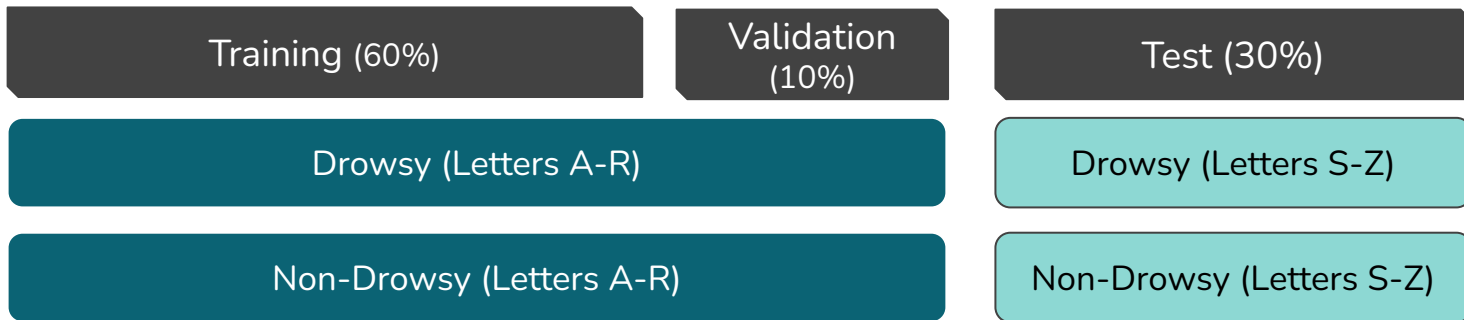 Training (60%)
Validation
(10%)
Test (30%)
Drowsy (Letters A-R)
Drowsy (Letters S-Z)
Non-Drowsy (Letters A-R)
Non-Drowsy (Letters S-Z)